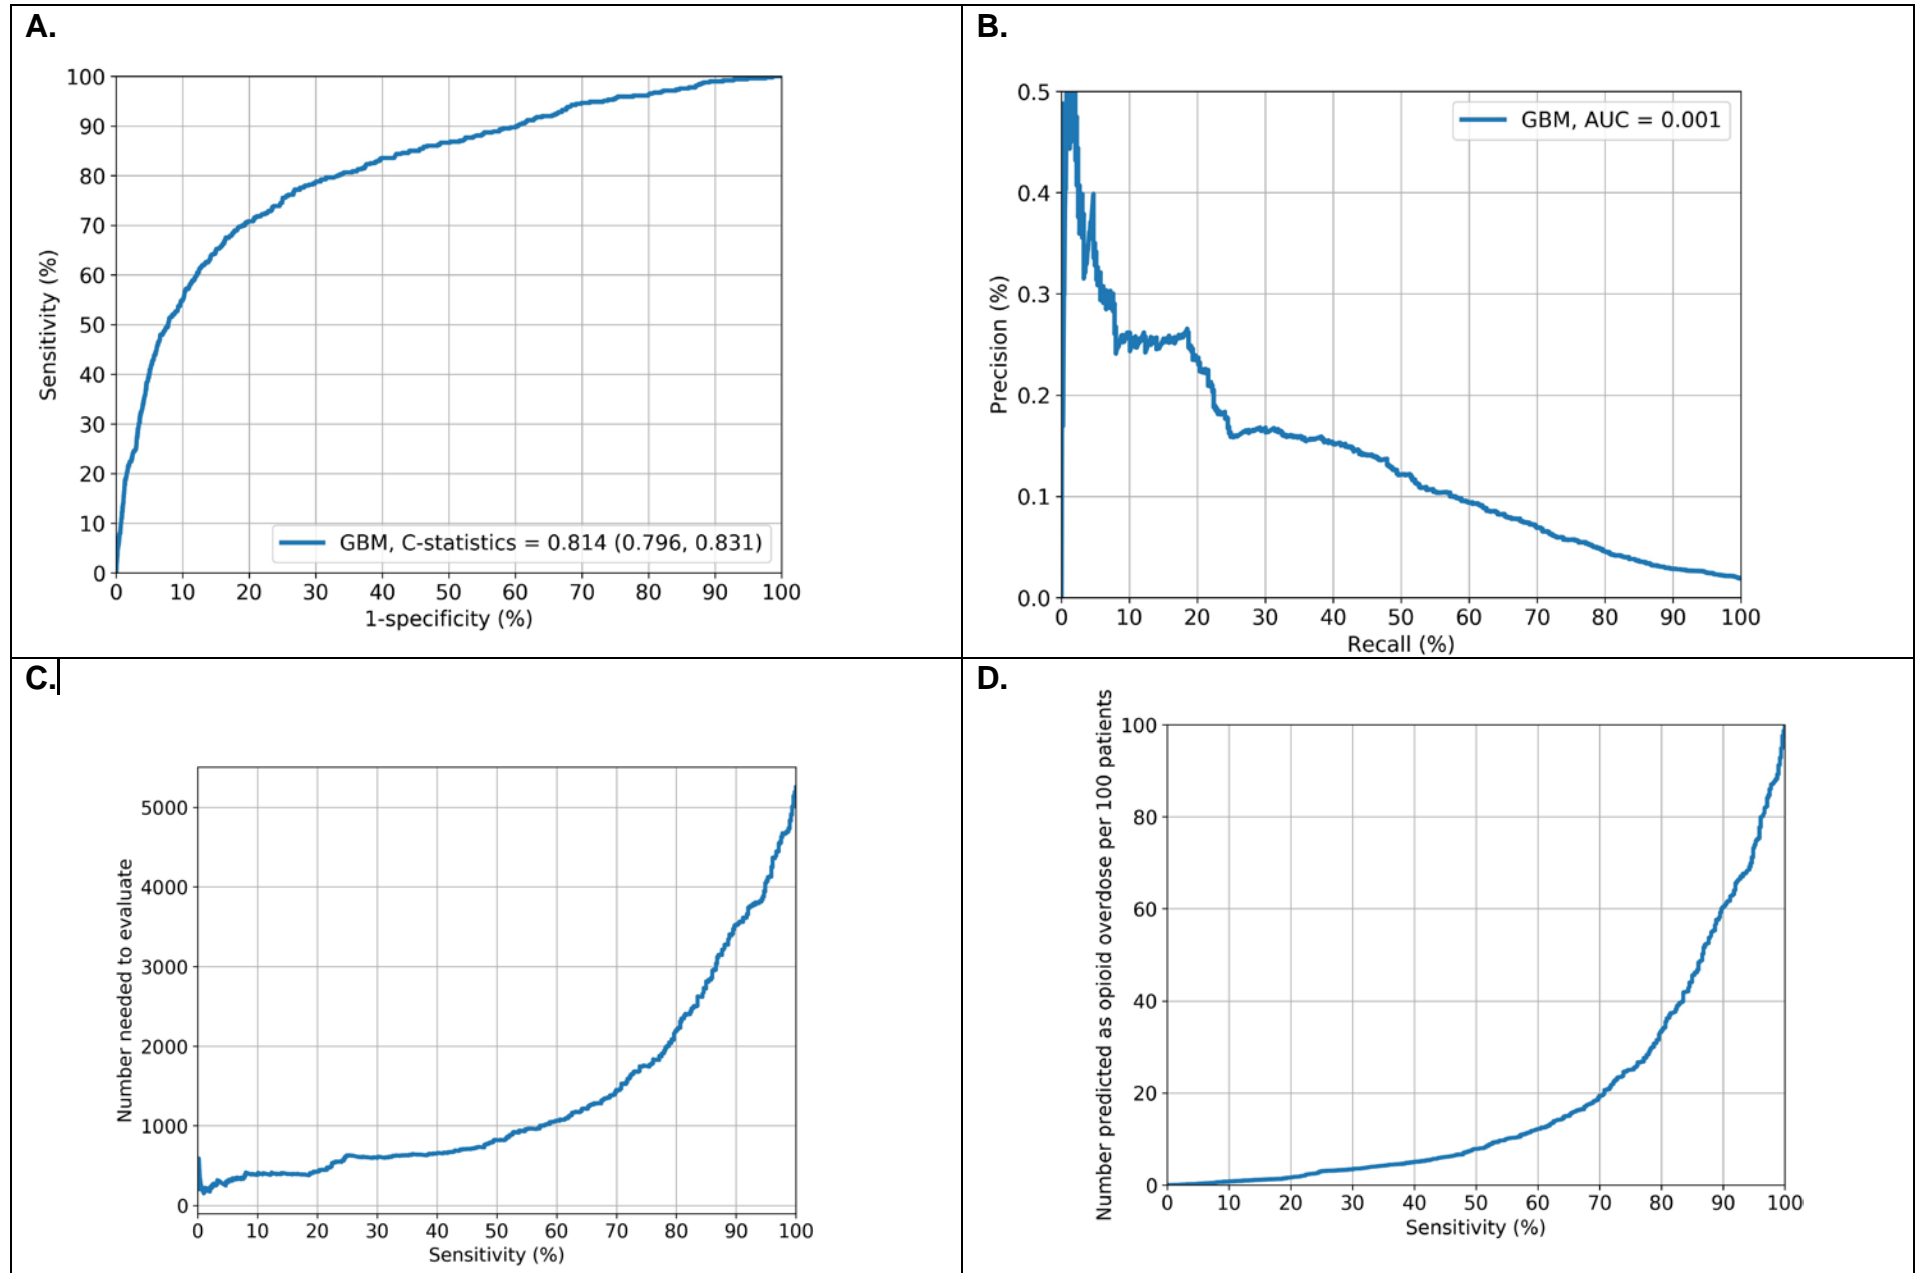 A.
100
90
80
70
60
50
40
30
20
10
0
Sensitivity (%)
GBM, C-statistics = 0.814 (0.796, 0.831)
0 10 20 30 40 50 60 70 80 90 100
1-specificity (%)
B.
0.5
0.4
0.3
0.2
0.1
0.0
Precision (%)
GBM, AUC = 0.001
0 10 20 30 40 50 60 70 80 90 100
Recall (%)
C.
5000
4000
3000
2000
1000
0
Number needed to evaluate
0 10 20 30 40 50 60 70 80 90 100
Sensitivity (%)
D.
100
80
60
40
20
0
Number predicted as opioid overdose per 100 patients
0 10 20 30 40 50 60 70 80 90 100
Sensitivity (%)